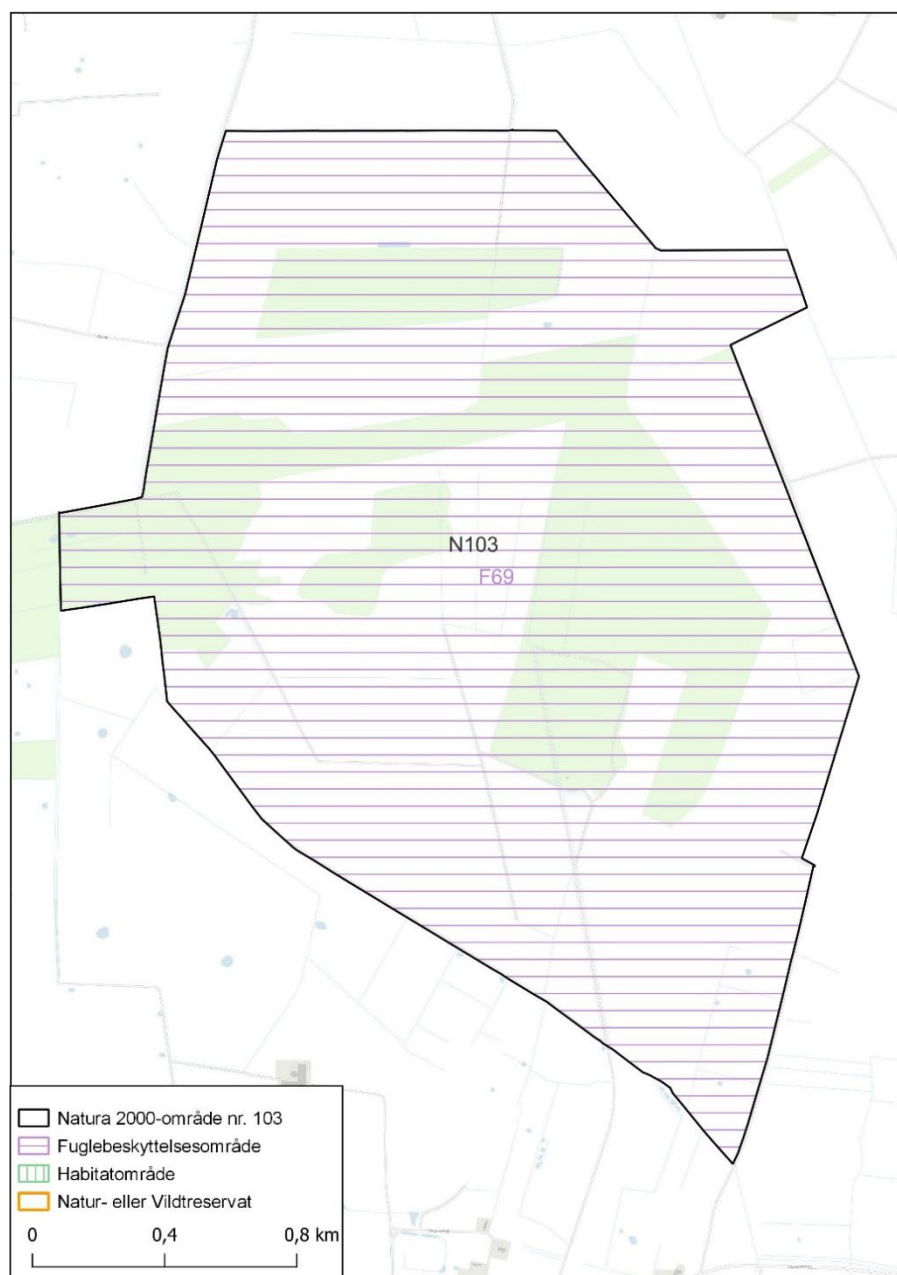 N103
F69
Natura 2000-område nr. 103
Fuglebeskyttelsesområde
Habitatområde
Natur- eller Vildtreservat
0 0,4 0,8 km